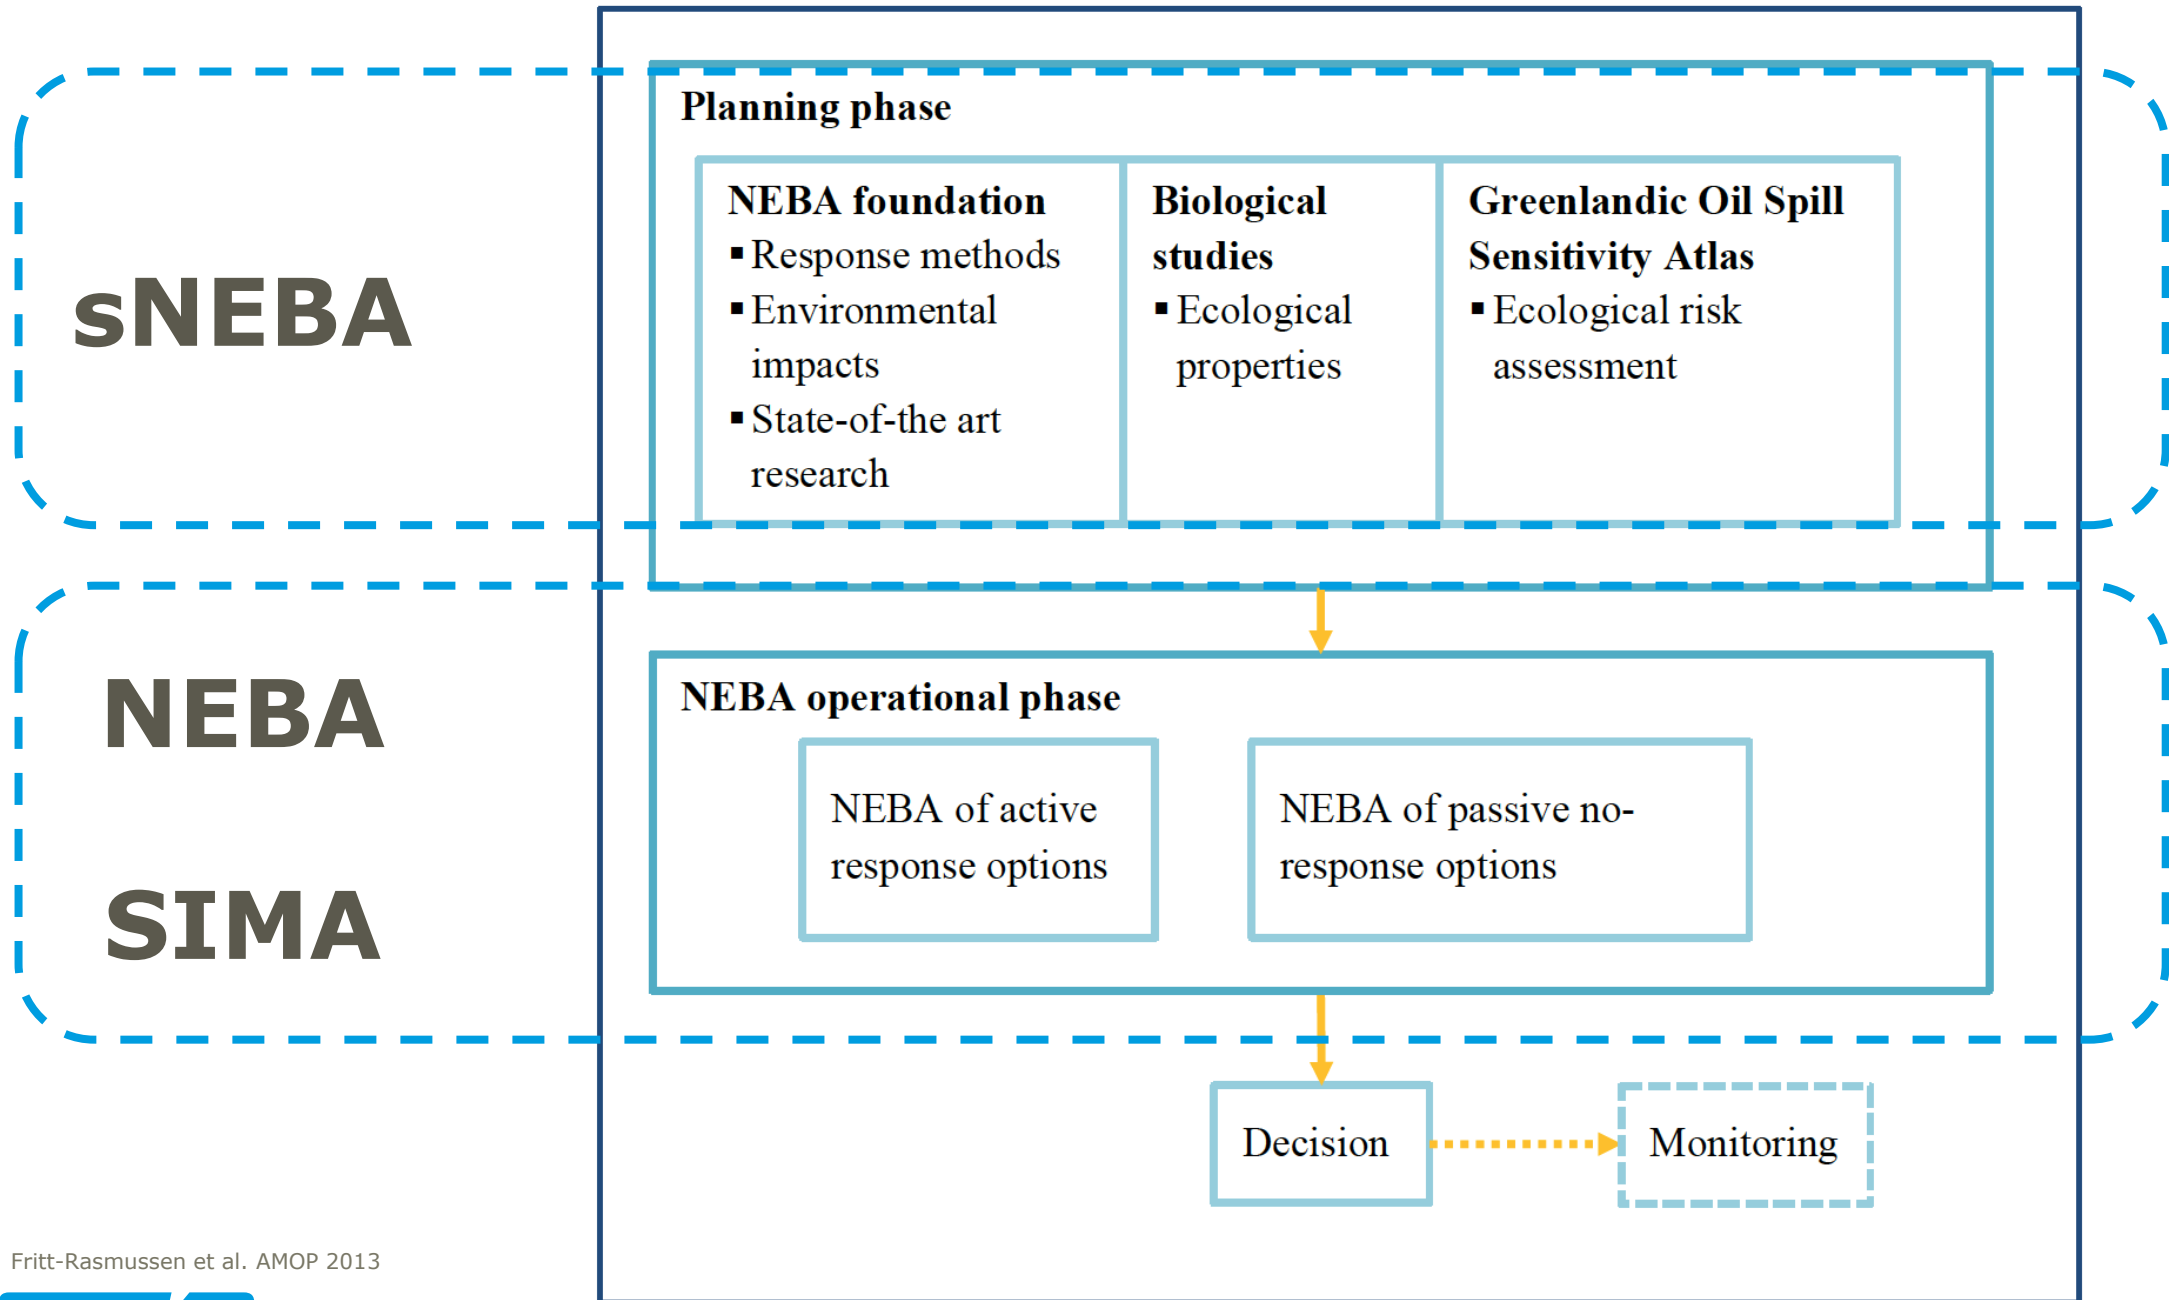 Planning phase
sNEBA
NEBA foundation
▪ Response methods
▪ Environmental
impacts
▪ State-of-the art
research
Biological
studies
▪ Ecological
properties
Greenlandic Oil Spill
Sensitivity Atlas
▪ Ecological risk
assessment
NEBA
SIMA
NEBA operational phase
NEBA of active
response options
NEBA of passive no-
response options
Decision
Monitoring
Fritt-Rasmussen et al. AMOP 2013